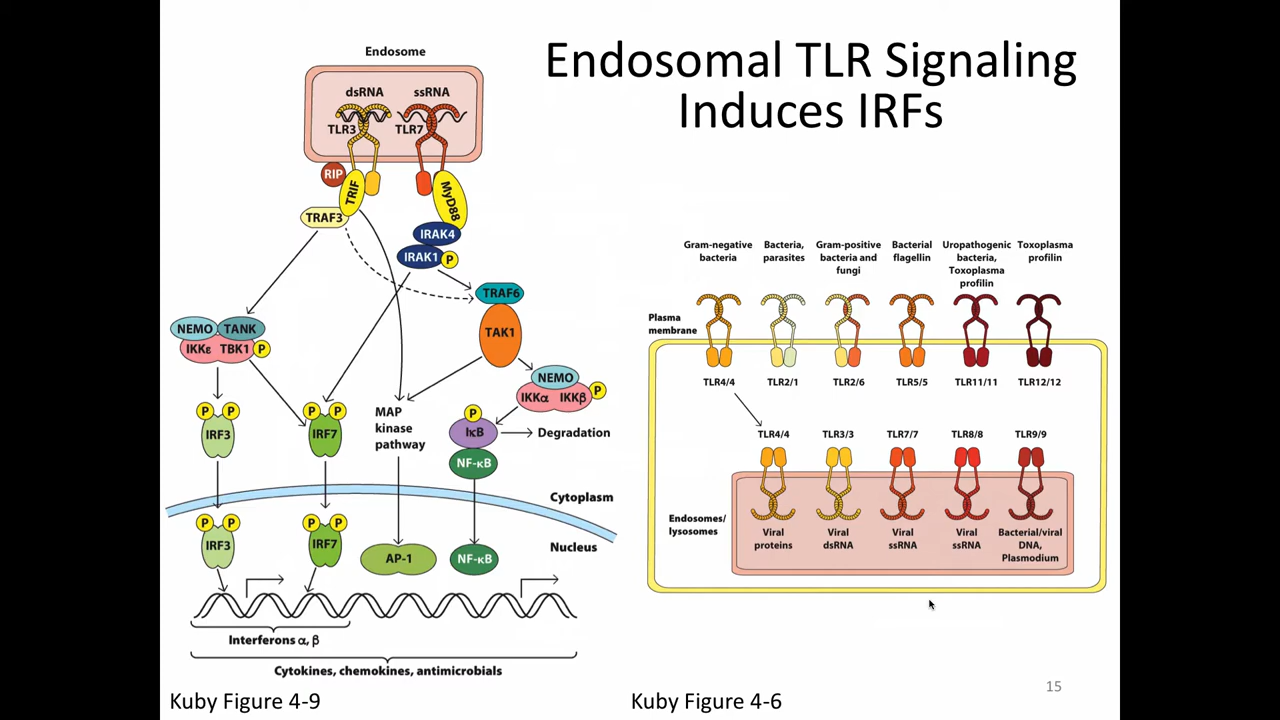 Endosomal TLR Signaling
Induces IRFs
Endosome
dsRNA
ssRNA
TLR3
TLR7
RIP
TRIF
MyD88
TRAF3
IRAK4
IRAK1
P
TRAF6
TAK1
NEMO
TANK
IKKε
TBK1
P
NEMO
IKKα
IKKβ
P
P
P
IRF3
P
P
IRF7
MAP
kinase
pathway
P
IκB
Degradation
NF-κB
Cytoplasm
Nucleus
P
P
IRF3
P
P
IRF7
AP-1
NF-κB
Interferons α, β
Cytokines, chemokines, antimicrobials
Kuby Figure 4-9
Gram-negative
bacteria
Bacteria,
parasites
Gram-positive
bacteria and
fungi
Bacterial
flagellin
Uropathogenic
bacteria,
Toxoplasma
profilin
Toxoplasma
profilin
Plasma
membrane
TLR4/4
TLR2/1
TLR2/6
TLR5/5
TLR11/11
TLR12/12
TLR4/4
TLR3/3
TLR7/7
TLR8/8
TLR9/9
Endosomes/
lysosomes
Viral
proteins
Viral
dsRNA
Viral
ssRNA
Viral
ssRNA
Bacterial/viral
DNA,
Plasmodium
Kuby Figure 4-6
15